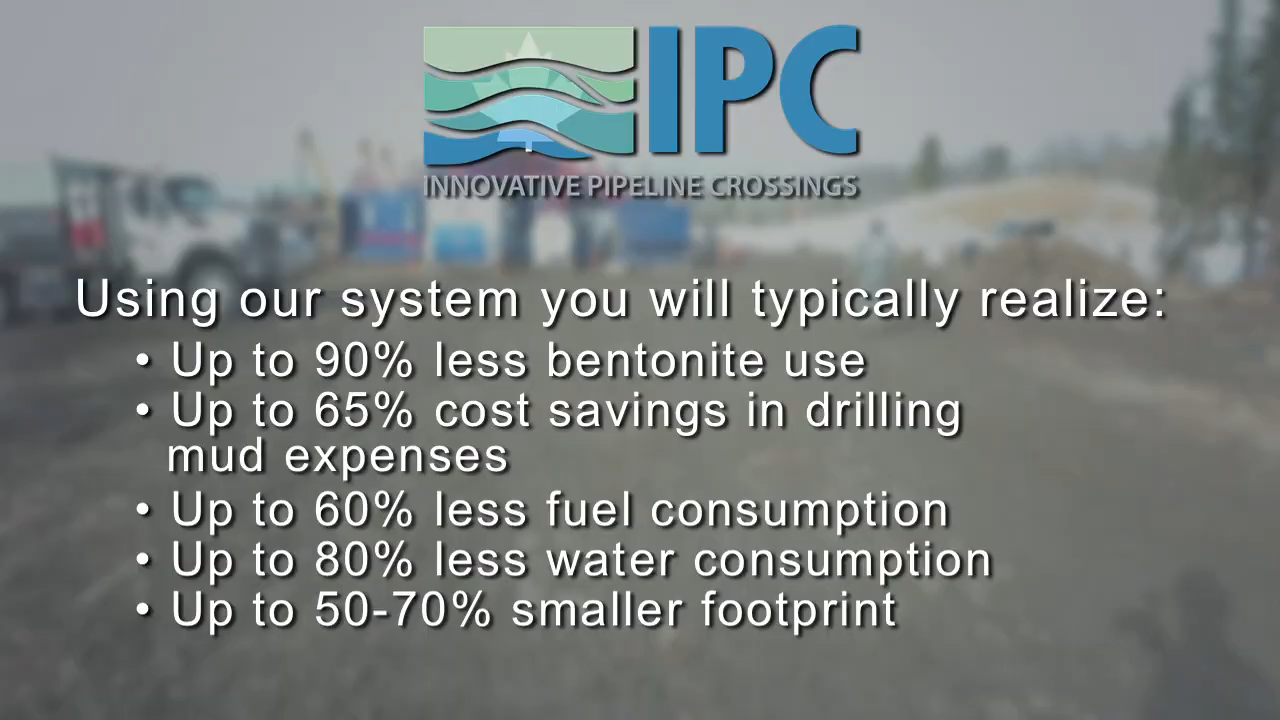 IPC
INNOVATIVE PIPELINE CROSSINGS
Using our system you will typically realize:
• Up to 90% less bentonite use
• Up to 65% cost savings in drilling
mud expenses
• Up to 60% less fuel consumption
• Up to 80% less water consumption
• Up to 50-70% smaller footprint